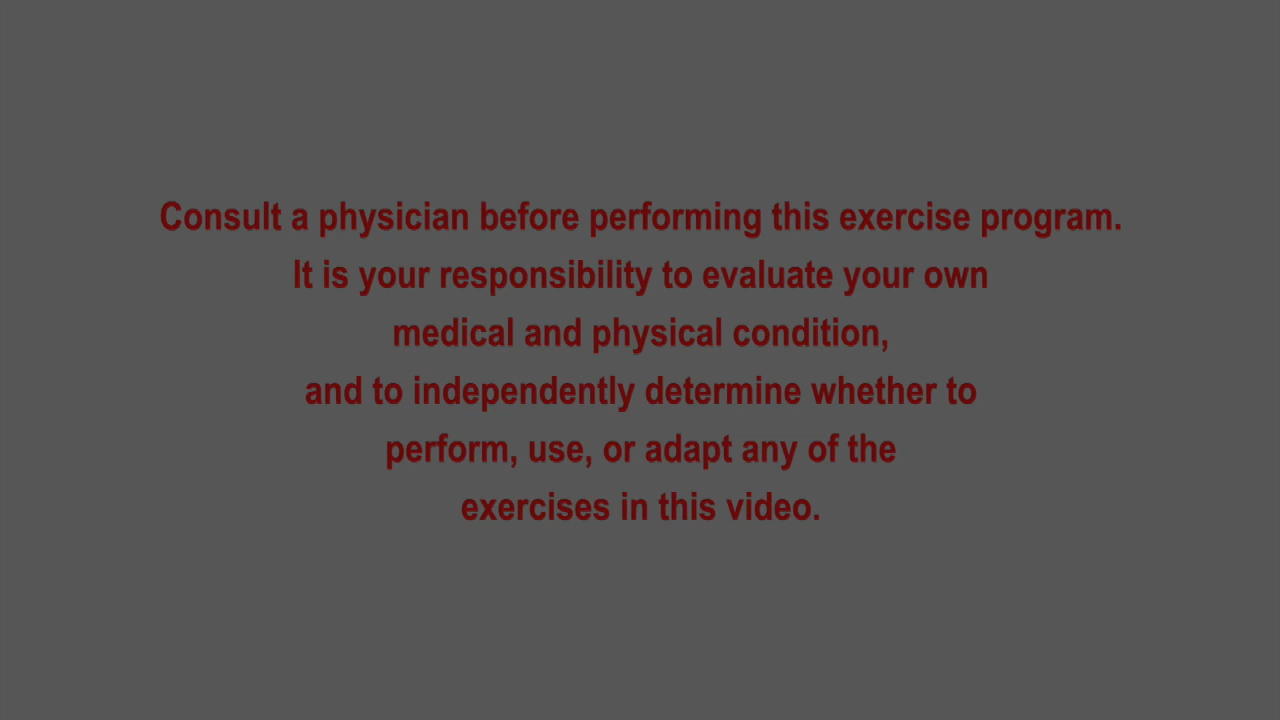 Consult a physician before performing this exercise program.
It is your responsibility to evaluate your own
medical and physical condition,
and to independently determine whether to
perform, use, or adapt any of the
exercises in this video.